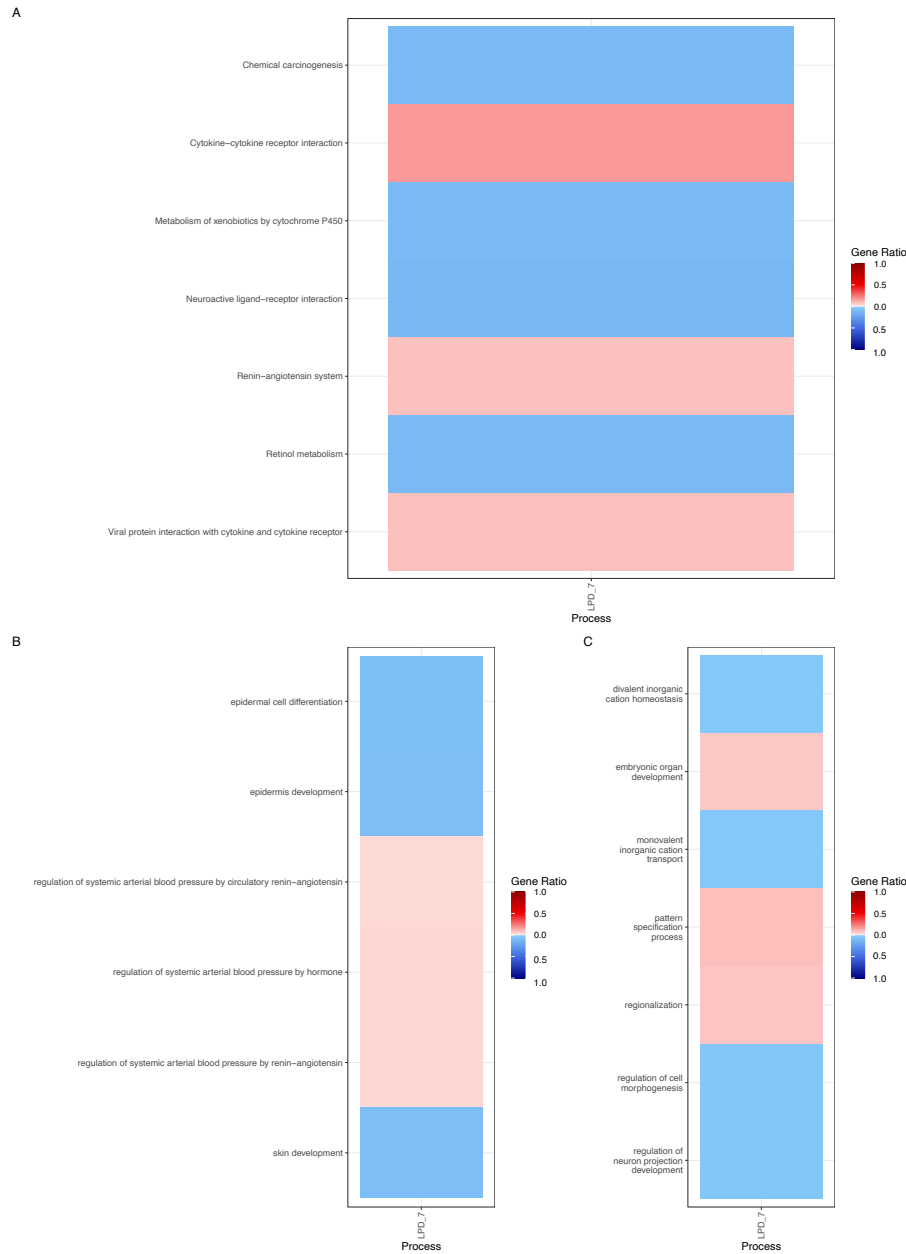 A
Chemical carcinogenesis
Cytokine−cytokine receptor interaction
Metabolism of xenobiotics by cytochrome P450
Neuroactive ligand−receptor interaction
Renin−angiotensin system
Retinol metabolism
Viral protein interaction with cytokine and cytokine receptor
LPD_7
Process
Gene Ratio
1.0
0.5
0.0
0.5
1.0
B
epidermal cell differentiation
epidermis development
regulation of systemic arterial blood pressure by circulatory renin−angiotensin
regulation of systemic arterial blood pressure by hormone
regulation of systemic arterial blood pressure by renin−angiotensin
skin development
LPD_7
Process
Gene Ratio
1.0
0.5
0.0
0.5
1.0
C
divalent inorganic
cation homeostasis
embryonic organ
development
monovalent
inorganic cation
transport
pattern
specification
process
regionalization
regulation of cell
morphogenesis
regulation of
neuron projection
development
LPD_7
Process
Gene Ratio
1.0
0.5
0.0
0.5
1.0